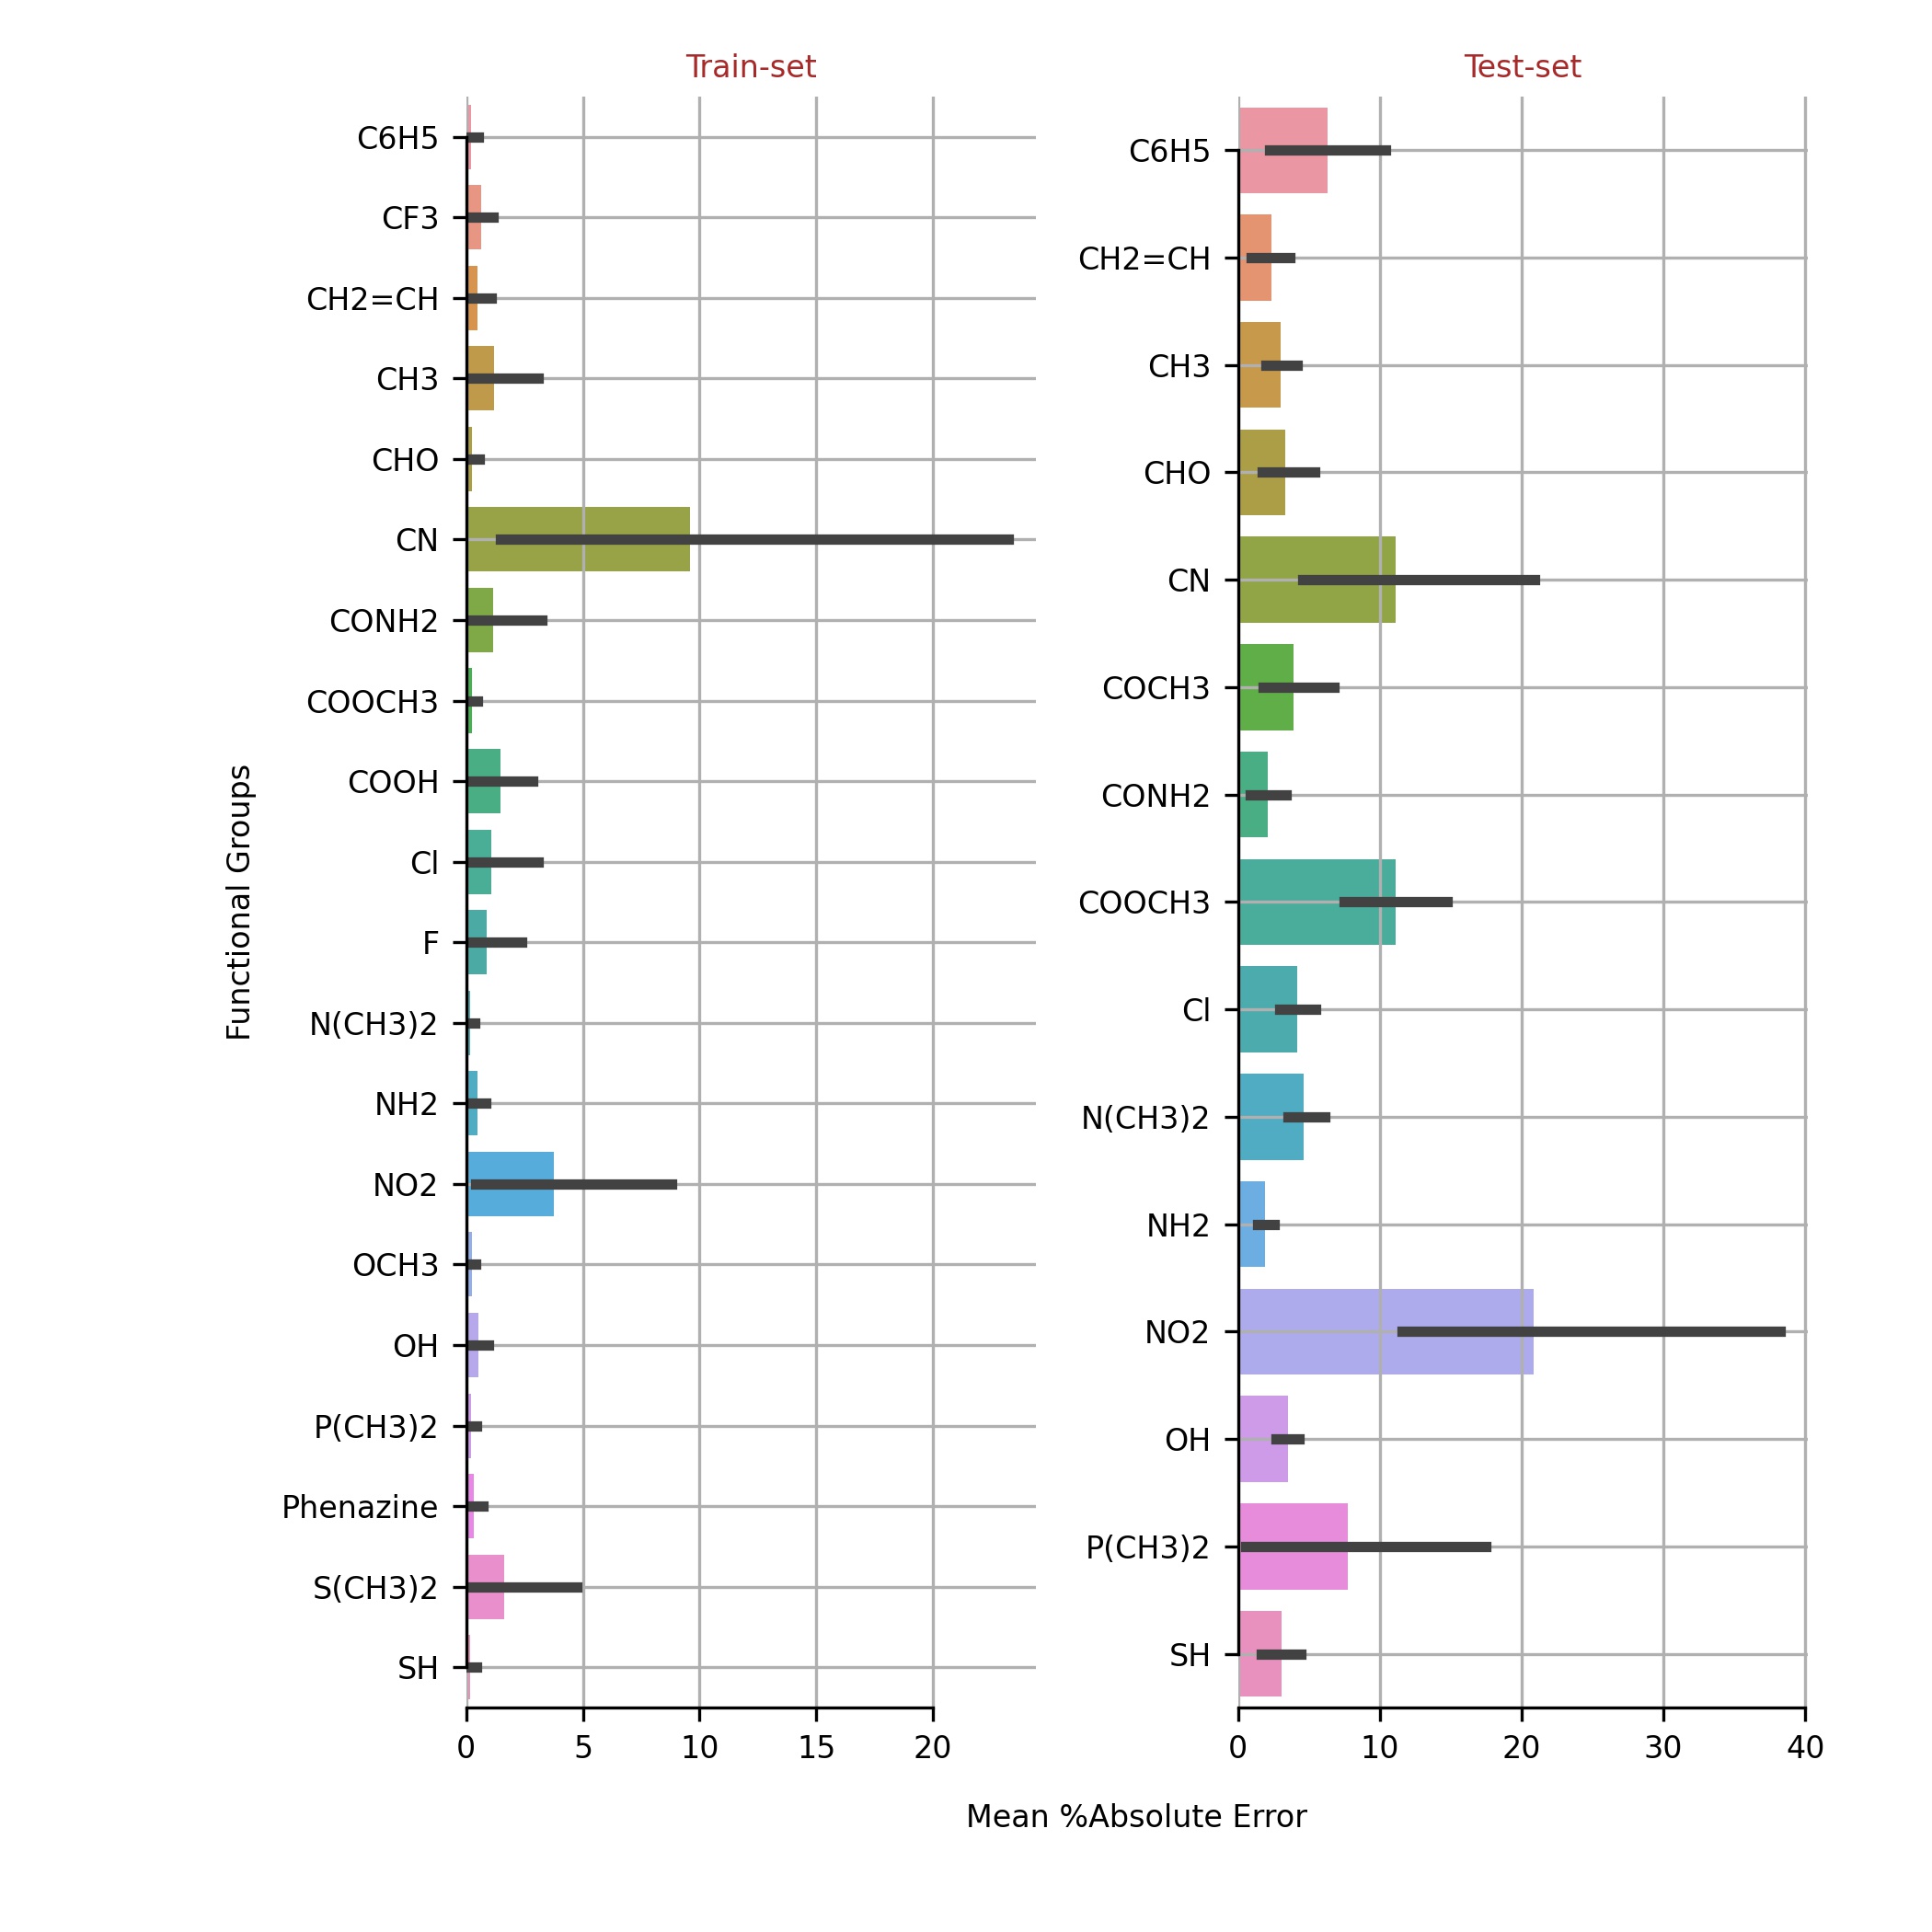 Train-set
Test-set
Functional Groups
C6H5
CF3
CH2=CH
CH3
CHO
CN
CONH2
COOCH3
COOH
Cl
F
N(CH3)2
NH2
NO2
OCH3
OH
P(CH3)2
Phenazine
S(CH3)2
SH
0 5 10 15 20
C6H5
CH2=CH
CH3
CHO
CN
COCH3
CONH2
COOCH3
Cl
N(CH3)2
NH2
NO2
OH
P(CH3)2
SH
0 10 20 30 40
Mean %Absolute Error